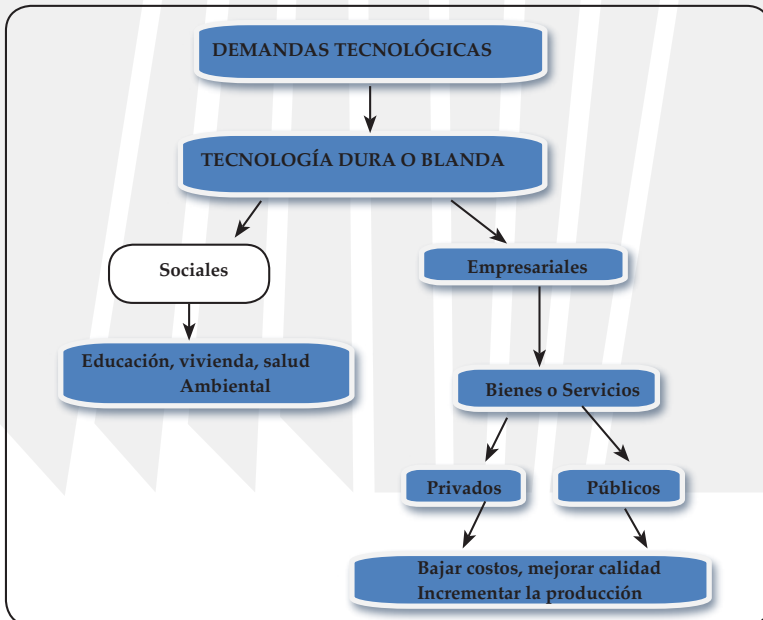 DEMANDAS TECNOLÓGICAS
TECNOLOGÍA DURA O BLANDA
Sociales
Empresariales
Educación, vivienda, salud
Ambiental
Bienes o Servicios
Privados
Públicos
Bajar costos, mejorar calidad
Incrementar la producción